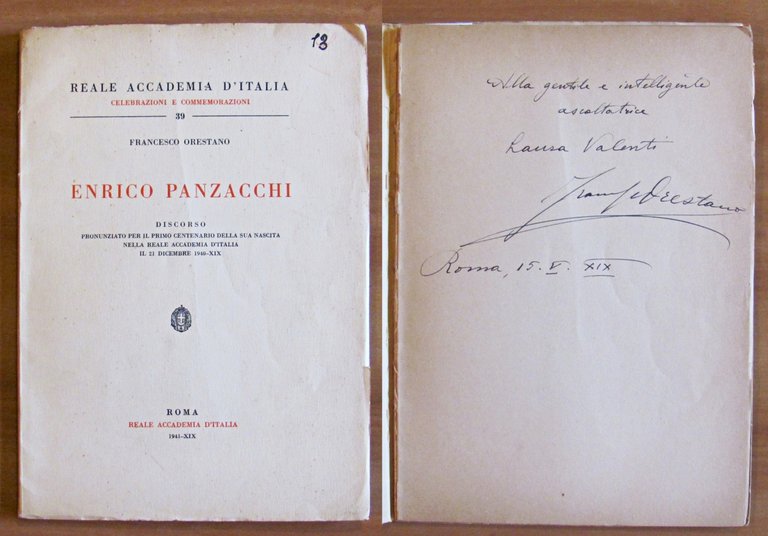 13
REALE ACCADEMIA D'ITALIA
CELEBRAZIONI E COMMEMORAZIONI
39
FRANCESCO ORESTANO
ENRICO PANZACCHI
DISCORSO
PRONUNZIATO PER IL PRIMO CENTENARIO DELLA SUA NASCITA
NELLA REALE ACCADEMIA D'ITALIA
IL 21 DICEMBRE 1940-XIX
ROMA
REALE ACCADEMIA D'ITALIA
1941-XIX
Alla gentile e intelligente
ascoltatrice
Laura Valenti
Orestano
Roma, 15. V. XIX